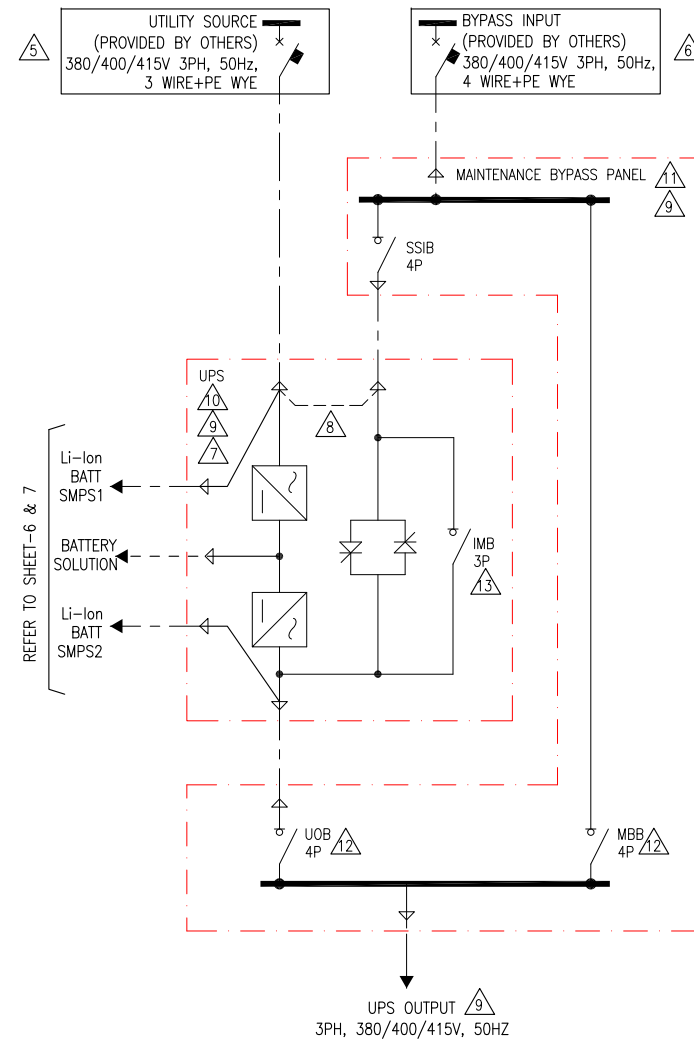 UTILITY SOURCE
(PROVIDED BY OTHERS)
380/400/415V 3PH, 50Hz,
3 WIRE+PE WYE
5
BYPASS INPUT
(PROVIDED BY OTHERS)
380/400/415V 3PH, 50Hz,
4 WIRE+PE WYE
6
MAINTENANCE BYPASS PANEL
11
9
SSIB
4P
UPS
10
9
7
8
REFER TO SHEET-6 & 7
Li-Ion
BATT
SMPS1
BATTERY
SOLUTION
Li-Ion
BATT
SMPS2
IMB
3P
13
UOB
4P
12
MBB
4P
12
UPS OUTPUT
9
3PH, 380/400/415V, 50HZ